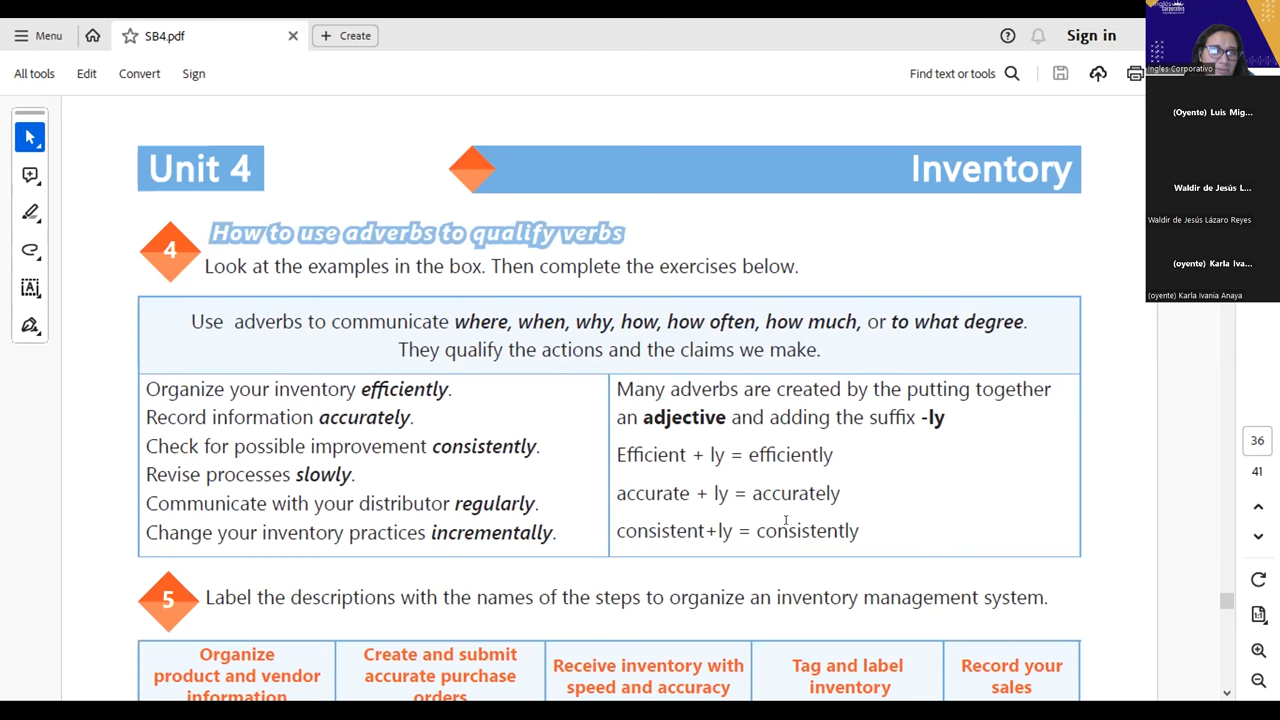 Menu
SB4.pdf
Create
Sign in
All tools
Edit
Convert
Sign
Find text or tools
Inglés
corporativo
Ingles Corporativo
(Oyente) Luis Mig...
Waldir de Jesús L...
Waldir de Jesús Lázaro Reyes
(oyente) Karla Iva...
(oyente) Karla Ivania Anaya
Unit 4
Inventory
4
How to use adverbs to qualify verbs
Look at the examples in the box. Then complete the exercises below.
Use adverbs to communicate where, when, why, how, how often, how much, or to what degree.
They qualify the actions and the claims we make.
Organize your inventory efficiently.
Record information accurately.
Check for possible improvement consistently.
Revise processes slowly.
Communicate with your distributor regularly.
Change your inventory practices incrementally.
Many adverbs are created by the putting together
an adjective and adding the suffix -ly
Efficient + ly = efficiently
accurate + ly = accurately
consistent+ly = consistently
36
41
5
Label the descriptions with the names of the steps to organize an inventory management system.
Organize
product and vendor
information
Create and submit
accurate purchase
orders
Receive inventory with
speed and accuracy
Tag and label
inventory
Record your
sales